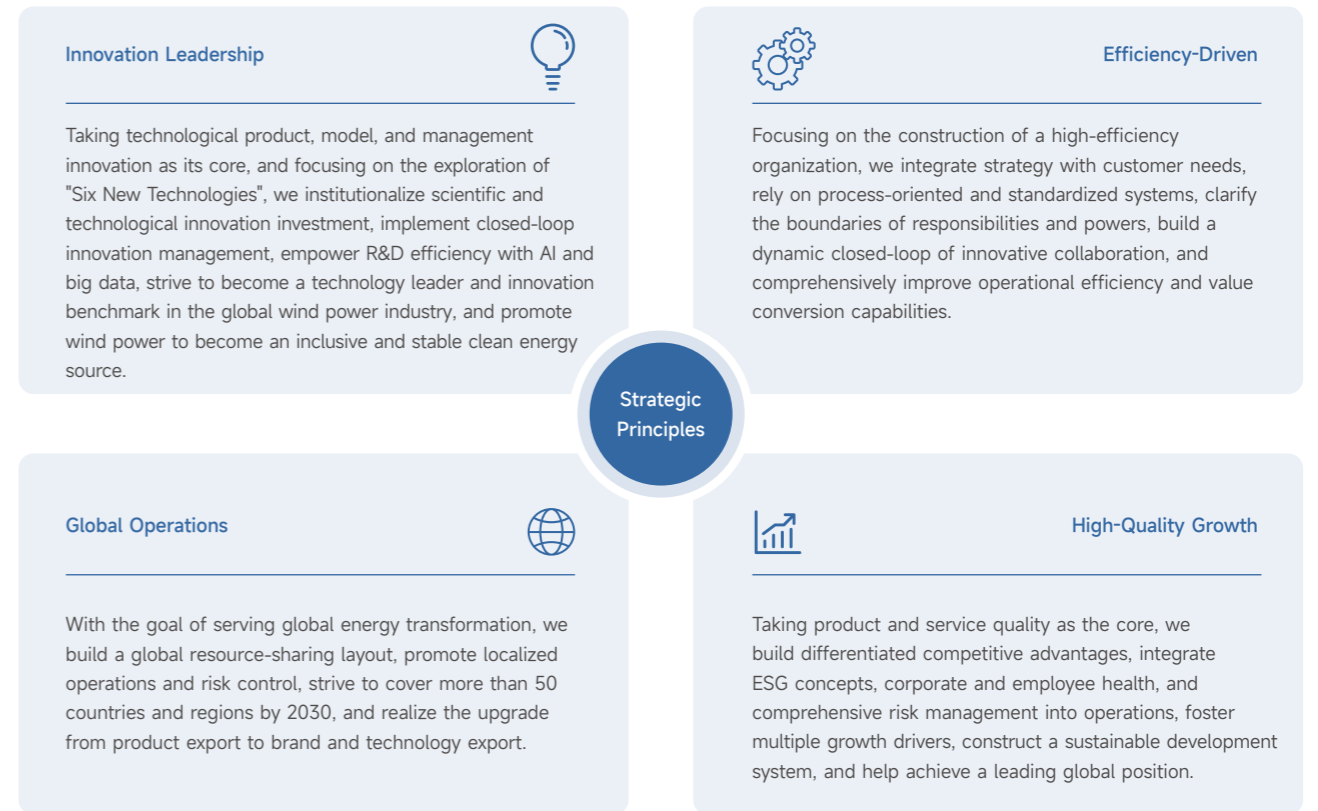 Innovation Leadership
Taking technological product, model, and management
innovation as its core, and focusing on the exploration of
"Six New Technologies", we institutionalize scientific and
technological innovation investment, implement closed-loop
innovation management, empower R&D efficiency with AI and
big data, strive to become a technology leader and innovation
benchmark in the global wind power industry, and promote
wind power to become an inclusive and stable clean energy
source.
Efficiency-Driven
Focusing on the construction of a high-efficiency
organization, we integrate strategy with customer needs,
rely on process-oriented and standardized systems, clarify
the boundaries of responsibilities and powers, build a
dynamic closed-loop of innovative collaboration, and
comprehensively improve operational efficiency and value
conversion capabilities.
Strategic
Principles
Global Operations
With the goal of serving global energy transformation, we
build a global resource-sharing layout, promote localized
operations and risk control, strive to cover more than 50
countries and regions by 2030, and realize the upgrade
from product export to brand and technology export.
High-Quality Growth
Taking product and service quality as the core, we
build differentiated competitive advantages, integrate
ESG concepts, corporate and employee health, and
comprehensive risk management into operations, foster
multiple growth drivers, construct a sustainable development
system, and help achieve a leading global position.